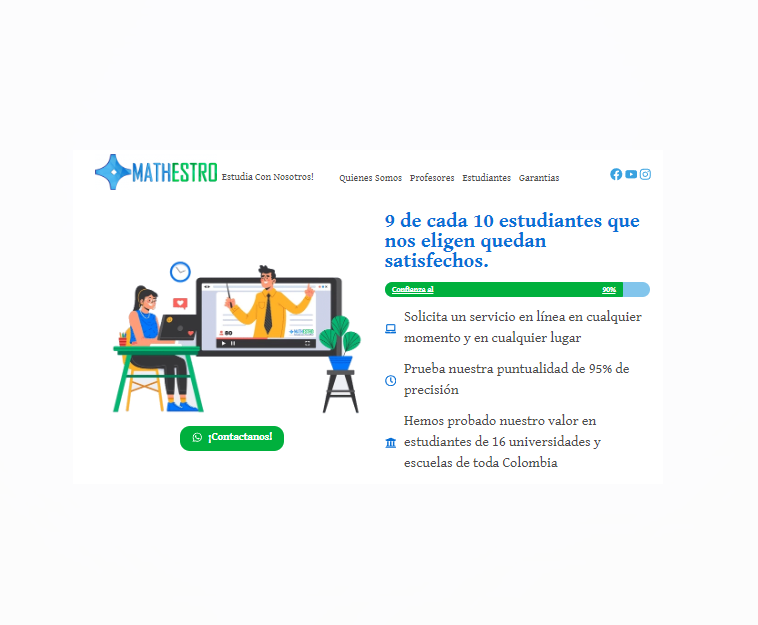 MATHESTRO Estudia Con Nosotros! Quienes Somos Profesores Estudiantes Garantias
9 de cada 10 estudiantes que
nos eligen quedan
satisfechos.
Confianza al 90%
Solicita un servicio en línea en cualquier
momento y en cualquier lugar
Prueba nuestra puntualidad de 95% de
precisión
Hemos probado nuestro valor en
estudiantes de 16 universidades y
escuelas de toda Colombia
80
MATHESTRO
¡Contactanos!